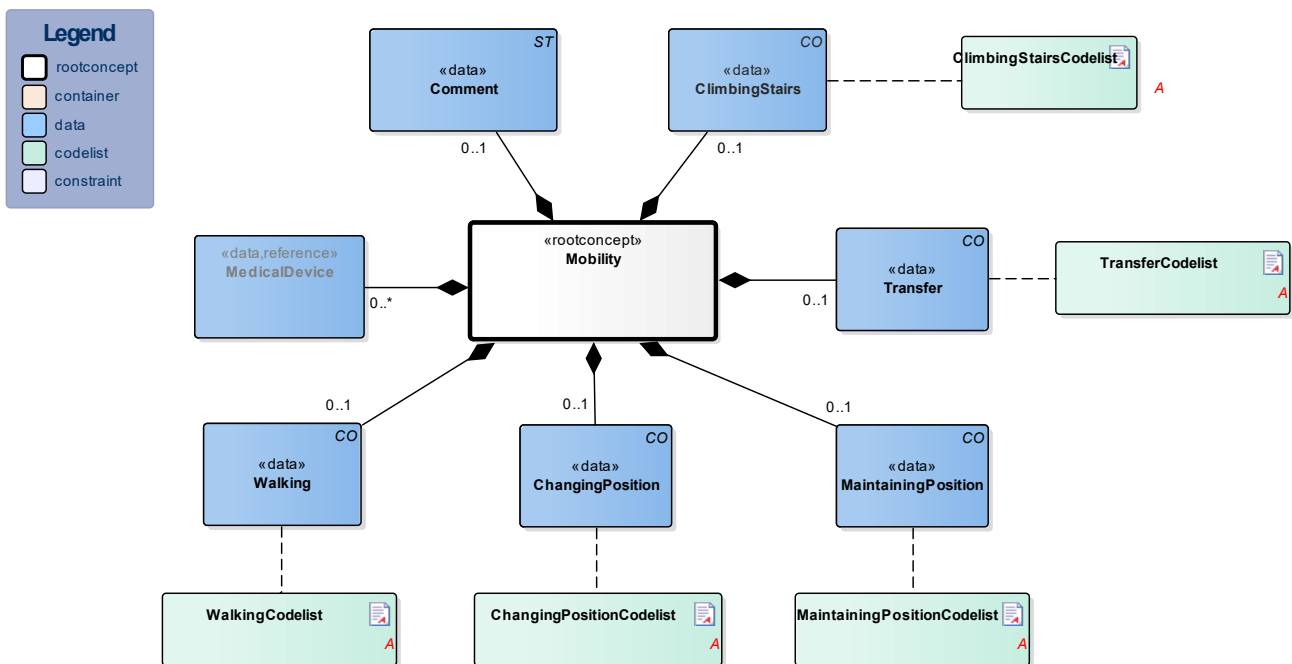 Legend
rootconcept
container
data
codelist
constraint
ST
«data»
Comment
0..1
CO
«data»
ClimbingStairs
0..1
ClimbingStairsCodelist
A
«data,reference»
MedicalDevice
0..*
«rootconcept»
Mobility
CO
«data»
Transfer
0..1
TransferCodelist
A
0..1
CO
«data»
Walking
0..1
CO
«data»
ChangingPosition
0..1
CO
«data»
MaintainingPosition
WalkingCodelist
A
ChangingPositionCodelist
A
MaintainingPositionCodelist
A